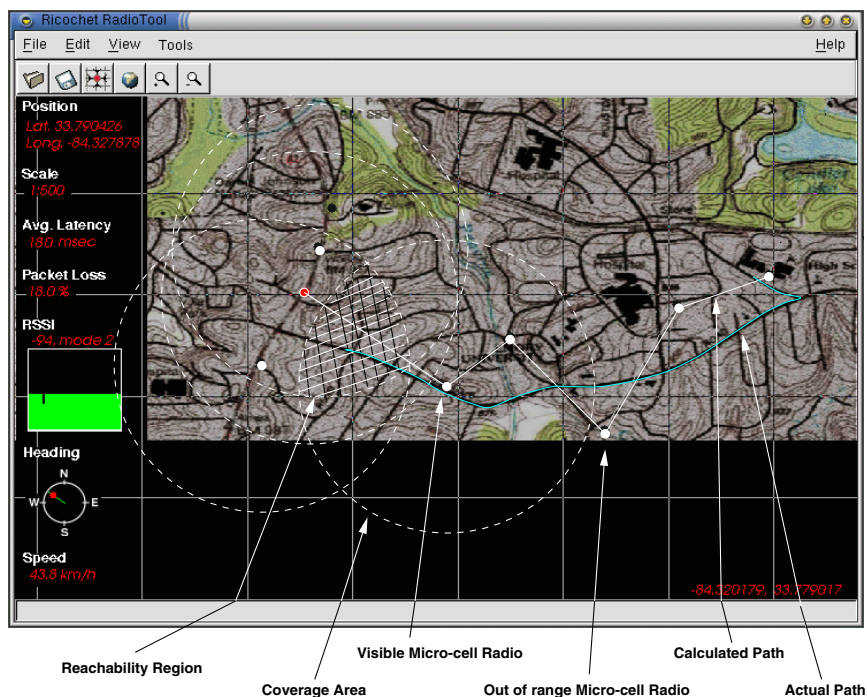 Ricochet RadioTool
File Edit View Tools Help
Position
Lat. 33.790426
Long. -84.327878
Scale
1:500
Avg. Latency
180 msec
Packet Loss
18.0 %
RSSI
-94, mode 2
Heading
N
W E
S
Speed
43.8 km/h
-84.320179, 33.779017
Visible Micro-cell Radio
Calculated Path
Reachability Region
Coverage Area
Out of range Micro-cell Radio
Actual Path